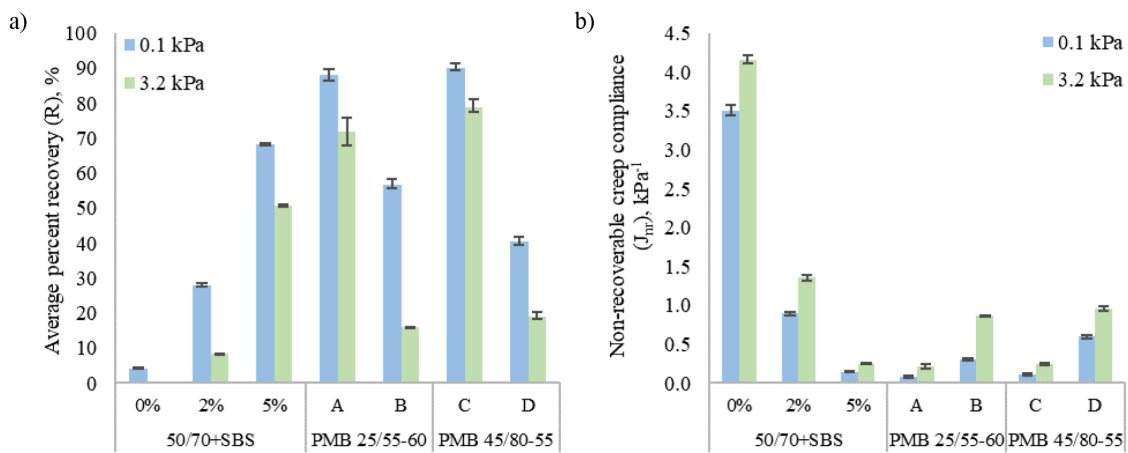 a)
Average percent recovery (R), %
100
90
80
70
60
50
40
30
20
10
0
0.1 kPa
3.2 kPa
0% 2% 5% A B C D
50/70+SBS PMB 25/55-60 PMB 45/80-55
b)
Non-recoverable creep compliance
(Jnr), kPa-1
4.5
4.0
3.5
3.0
2.5
2.0
1.5
1.0
0.5
0.0
0.1 kPa
3.2 kPa
0% 2% 5% A B C D
50/70+SBS PMB 25/55-60 PMB 45/80-55